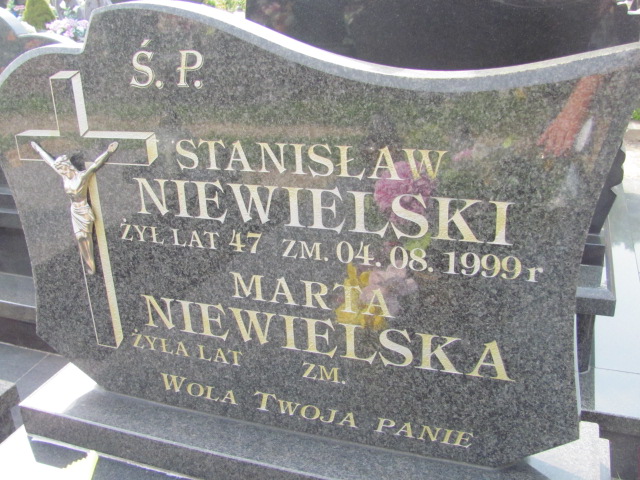 Ś. P.
STANISŁAW
NIEWIELSKI
ŻYŁ LAT 47 ZM. 04.08.1999 r
MARTA
NIEWIELSKA
ŻYŁA LAT ZM.
WOLA TWOJA PANIE